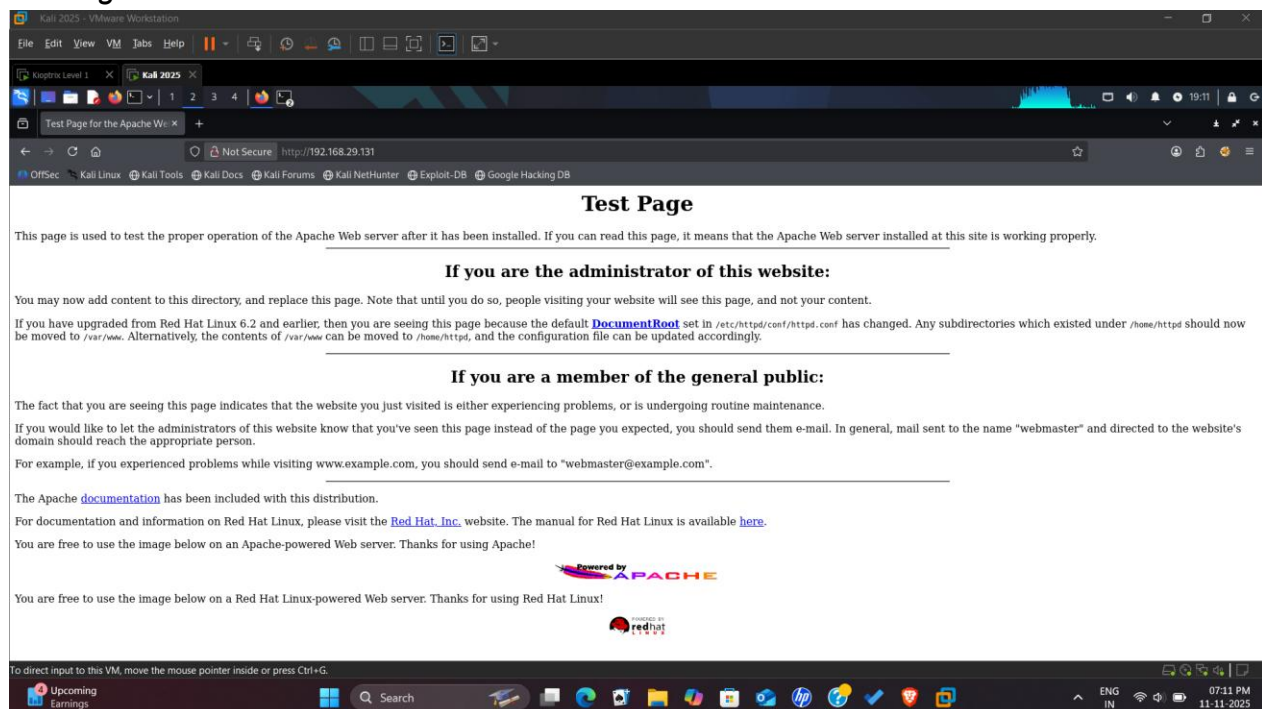 Kali 2025 - VMware Workstation
File Edit View VM Tabs Help
Kioptrix Level 1 Kali 2025
1 2 3 4 19:11
Test Page for the Apache We
Not Secure http://192.168.29.131
OffSec Kali Linux Kali Tools Kali Docs Kali Forums Kali NetHunter Exploit-DB Google Hacking DB
Test Page
This page is used to test the proper operation of the Apache Web server after it has been installed. If you can read this page, it means that the Apache Web server installed at this site is working properly.
If you are the administrator of this website:
You may now add content to this directory, and replace this page. Note that until you do so, people visiting your website will see this page, and not your content.
If you have upgraded from Red Hat Linux 6.2 and earlier, then you are seeing this page because the default DocumentRoot set in /etc/httpd/conf/httpd.conf has changed. Any subdirectories which existed under /home/httpd should now
be moved to /var/www. Alternatively, the contents of /var/www can be moved to /home/httpd, and the configuration file can be updated accordingly.
If you are a member of the general public:
The fact that you are seeing this page indicates that the website you just visited is either experiencing problems, or is undergoing routine maintenance.
If you would like to let the administrators of this website know that you've seen this page instead of the page you expected, you should send them e-mail. In general, mail sent to the name "webmaster" and directed to the website's
domain should reach the appropriate person.
For example, if you experienced problems while visiting www.example.com, you should send e-mail to "webmaster@example.com".
The Apache documentation has been included with this distribution.
For documentation and information on Red Hat Linux, please visit the Red Hat, Inc. website. The manual for Red Hat Linux is available here.
You are free to use the image below on an Apache-powered Web server. Thanks for using Apache!
Powered by
APACHE
You are free to use the image below on a Red Hat Linux-powered Web server. Thanks for using Red Hat Linux!
POWERED BY
redhat
LINUX
To direct input to this VM, move the mouse pointer inside or press Ctrl+G.
4 Upcoming
Earnings
Search
ENG
IN
07:11 PM
11-11-2025